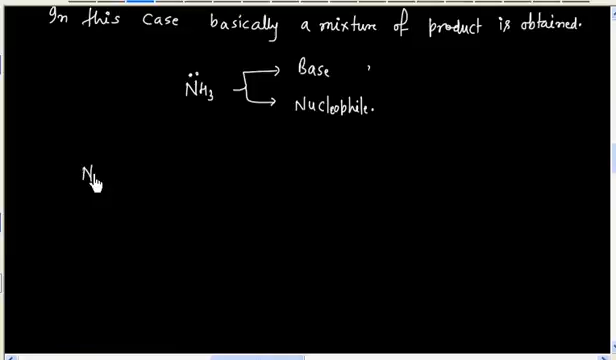 In this case basically a mixture of product is obtained.
N̈H₃ → Base ,
→ Nucleophile.
N